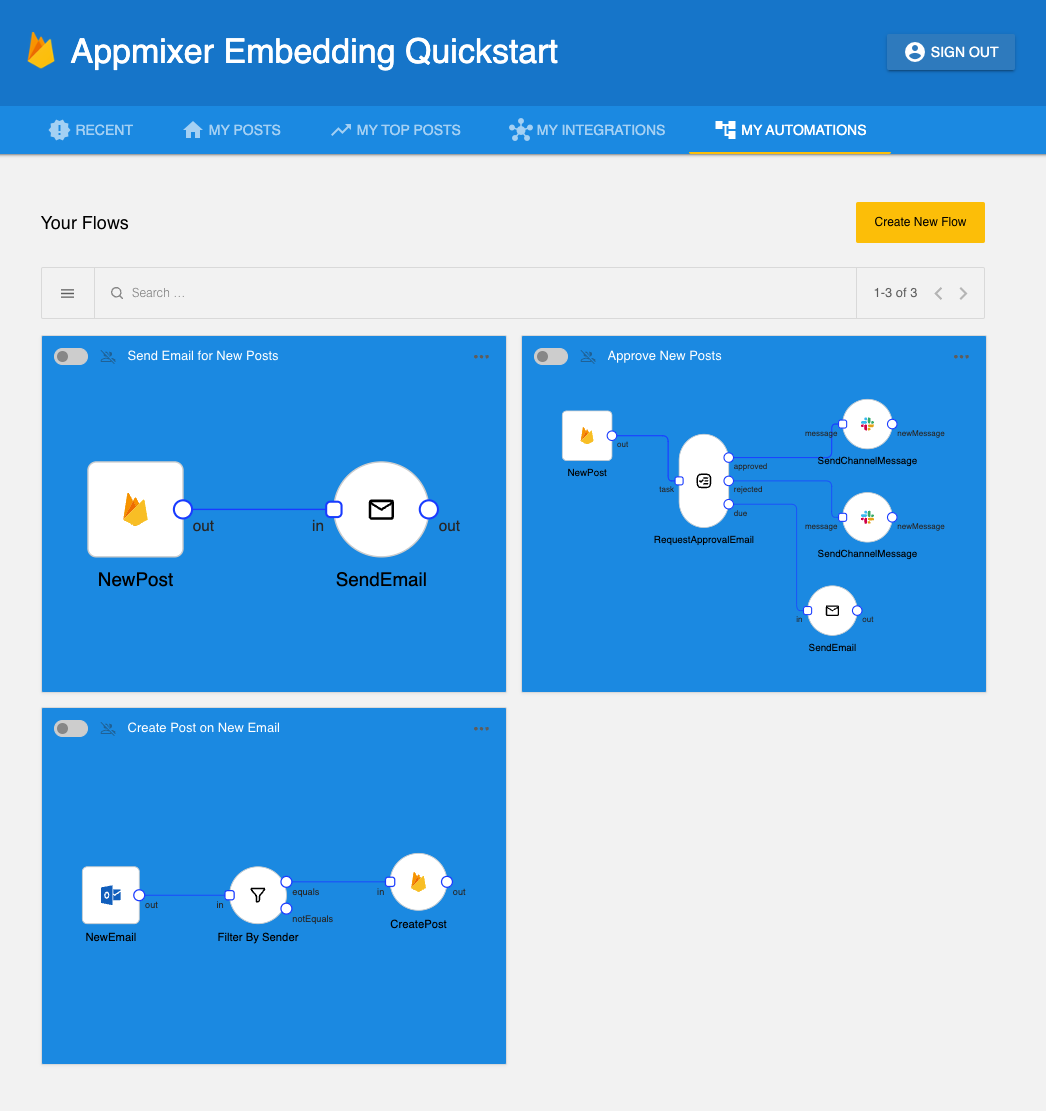 Appmixer Embedding Quickstart
SIGN OUT
RECENT
MY POSTS
MY TOP POSTS
MY INTEGRATIONS
MY AUTOMATIONS
Your Flows
Create New Flow
Search …
1-3 of 3
Send Email for New Posts
out
in
out
NewPost
SendEmail
Approve New Posts
message
newMessage
out
SendChannelMessage
NewPost
approved
task
rejected
due
message
newMessage
RequestApprovalEmail
SendChannelMessage
in
out
SendEmail
Create Post on New Email
equals
in
out
out
in
notEquals
CreatePost
NewEmail
Filter By Sender